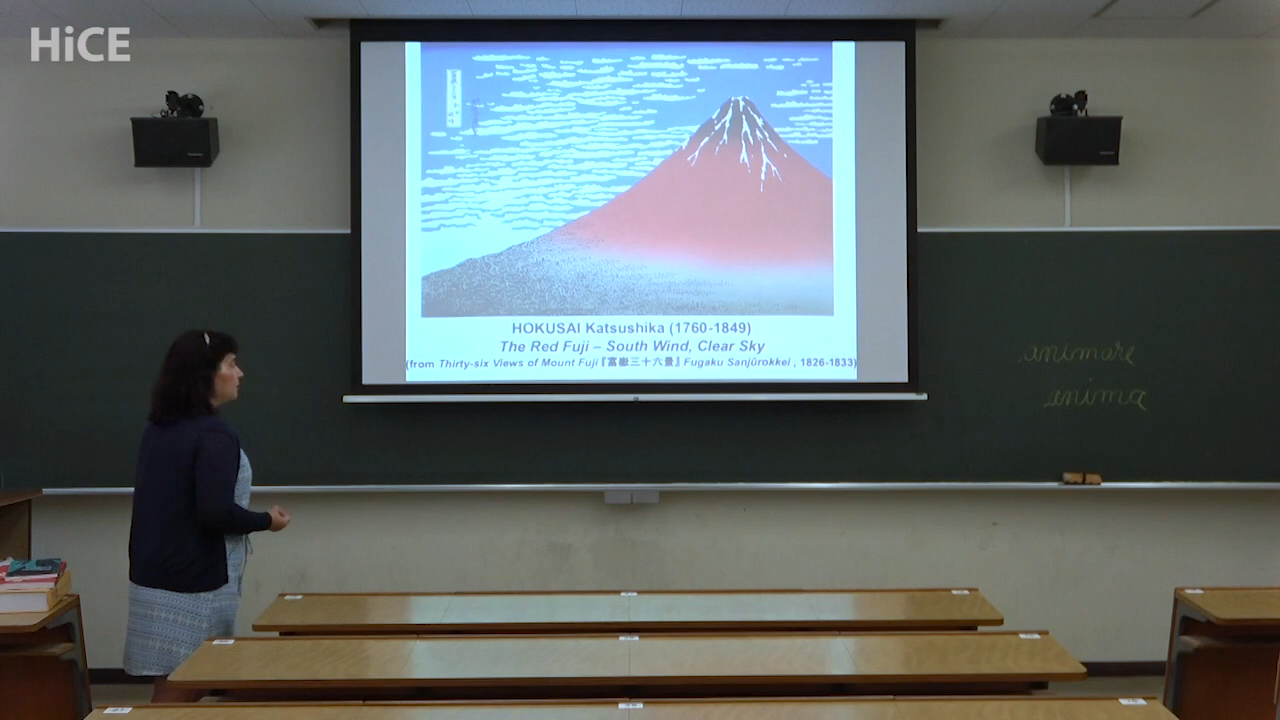 HiCE
HOKUSAI Katsushika (1760-1849)
The Red Fuji – South Wind, Clear Sky
(from Thirty-six Views of Mount Fuji『富嶽三十六景』Fugaku Sanjûrokkei , 1826-1833)
animare
anima